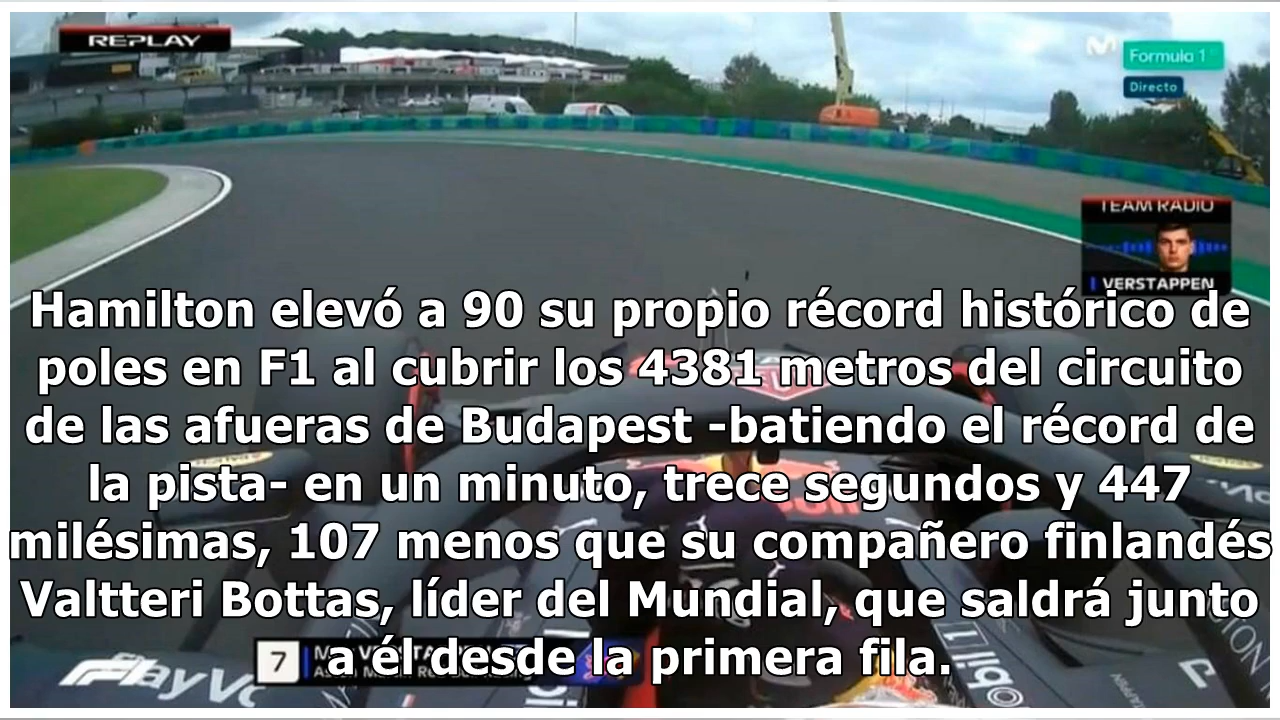 REPLAY
Formula 1
Directo
TEAM RADIO
VERSTAPPEN
Hamilton elevó a 90 su propio récord histórico de
poles en F1 al cubrir los 4381 metros del circuito
de las afueras de Budapest -batiendo el récord de
la pista- en un minuto, trece segundos y 447
milésimas, 107 menos que su compañero finlandés
Valtteri Bottas, líder del Mundial, que saldrá junto
a él desde la primera fila.
7